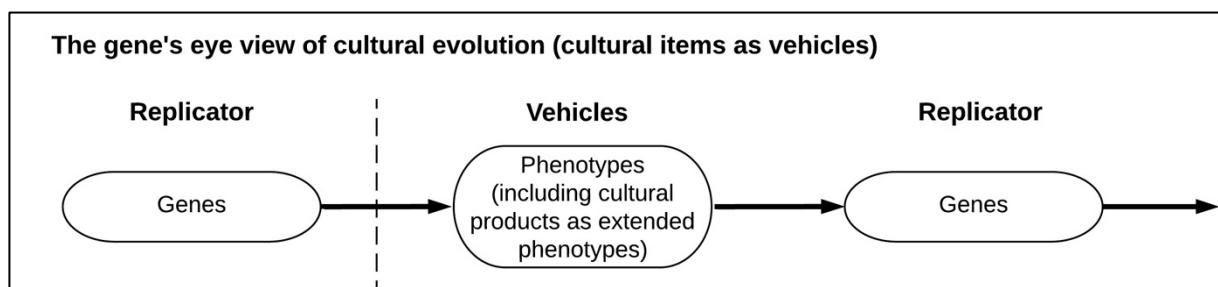 The gene's eye view of cultural evolution (cultural items as vehicles)
Replicator
Vehicles
Replicator
Genes
Phenotypes
(including cultural
products as extended
phenotypes)
Genes